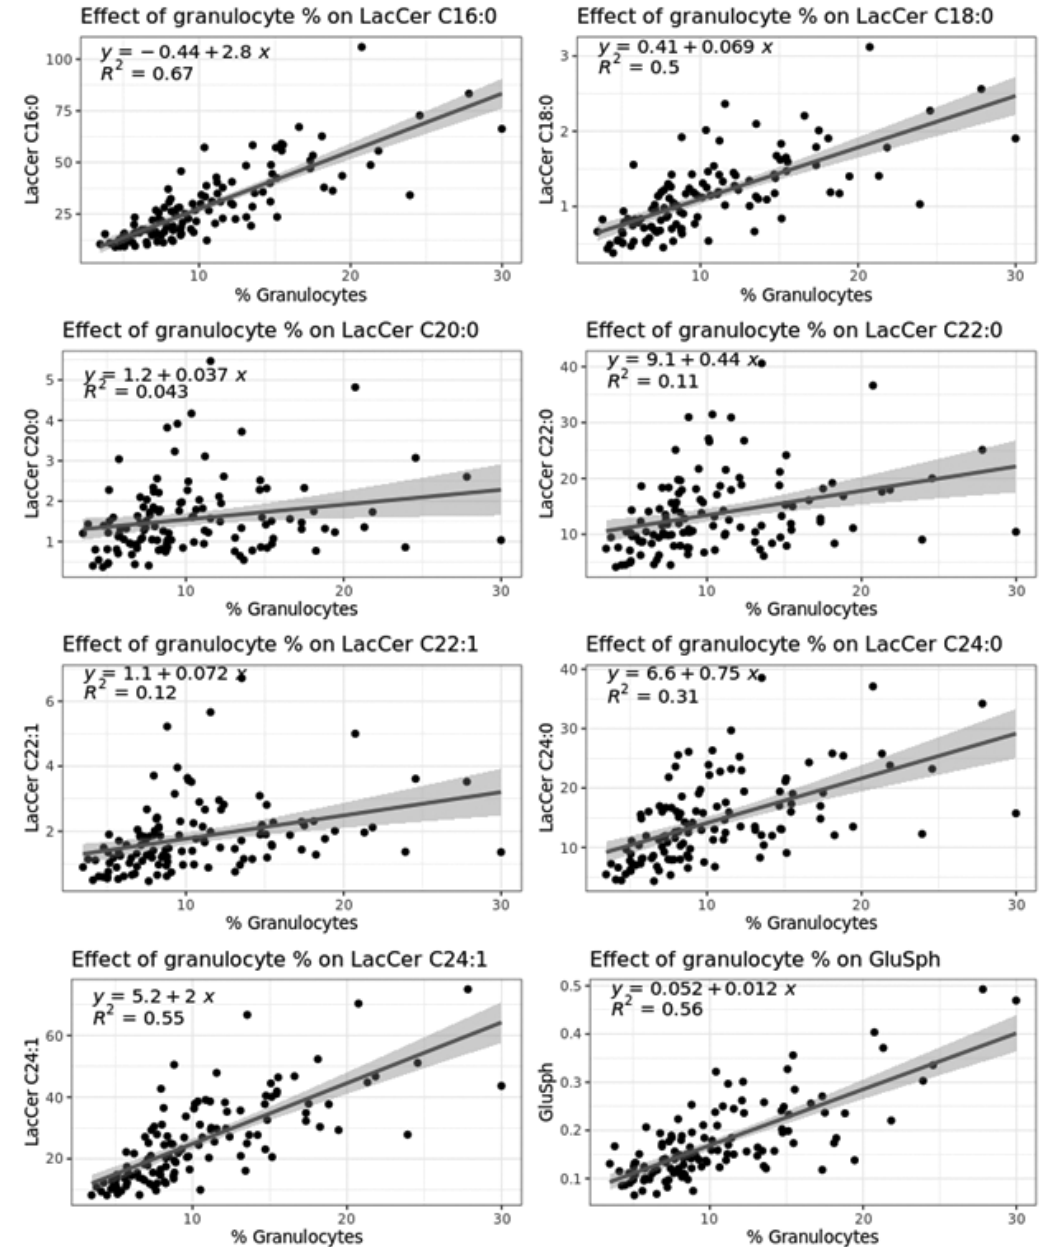 Effect of granulocyte % on LacCer C16:0
y = − 0.44 + 2.8 x
R² = 0.67
100
75
50
25
LacCer C16:0
10 20 30
% Granulocytes
Effect of granulocyte % on LacCer C18:0
y = 0.41 + 0.069 x
R² = 0.5
3
2
1
LacCer C18:0
10 20 30
% Granulocytes
Effect of granulocyte % on LacCer C20:0
y = 1.2 + 0.037 x
R² = 0.043
5
4
3
2
1
LacCer C20:0
10 20 30
% Granulocytes
Effect of granulocyte % on LacCer C22:0
y = 9.1 + 0.44 x
R² = 0.11
40
30
20
10
LacCer C22:0
10 20 30
% Granulocytes
Effect of granulocyte % on LacCer C22:1
y = 1.1 + 0.072 x
R² = 0.12
6
4
2
LacCer C22:1
10 20 30
% Granulocytes
Effect of granulocyte % on LacCer C24:0
y = 6.6 + 0.75 x
R² = 0.31
40
30
20
10
LacCer C24:0
10 20 30
% Granulocytes
Effect of granulocyte % on LacCer C24:1
y = 5.2 + 2 x
R² = 0.55
60
40
20
LacCer C24:1
10 20 30
% Granulocytes
Effect of granulocyte % on GluSph
y = 0.052 + 0.012 x
R² = 0.56
0.5
0.4
0.3
0.2
0.1
GluSph
10 20 30
% Granulocytes